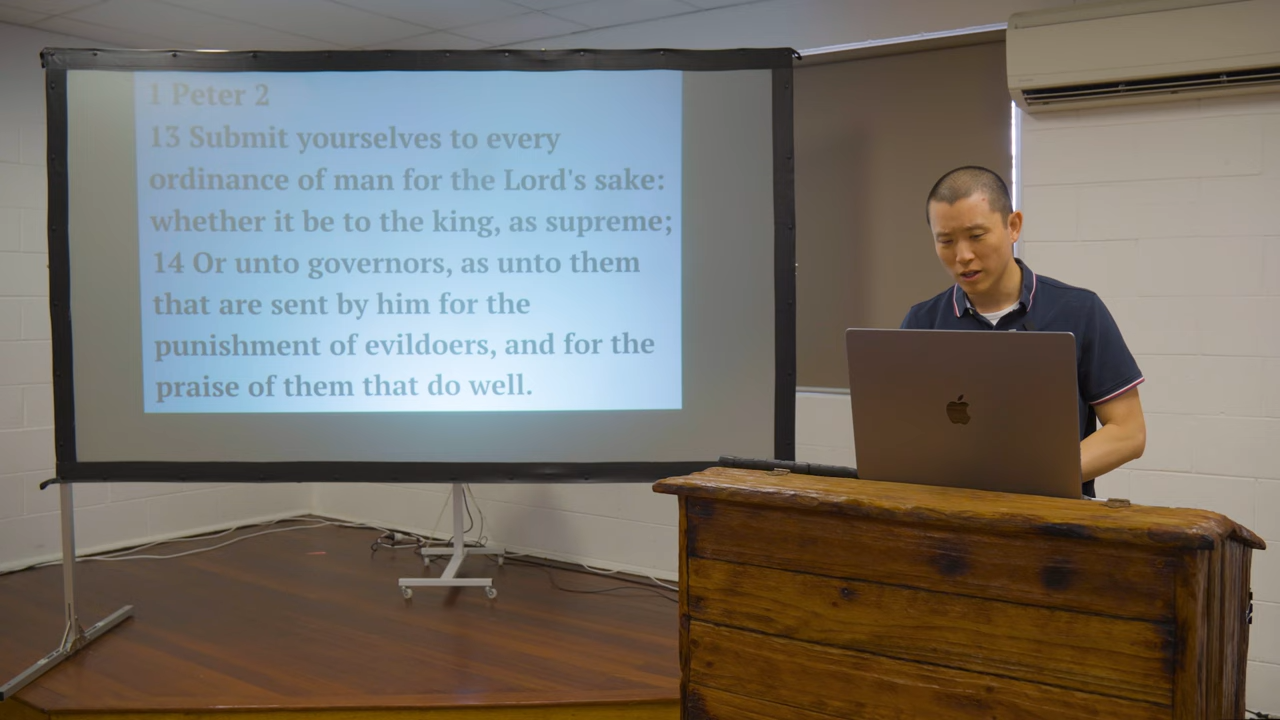 1 Peter 2
13 Submit yourselves to every
ordinance of man for the Lord's sake:
whether it be to the king, as supreme;
14 Or unto governors, as unto them
that are sent by him for the
punishment of evildoers, and for the
praise of them that do well.